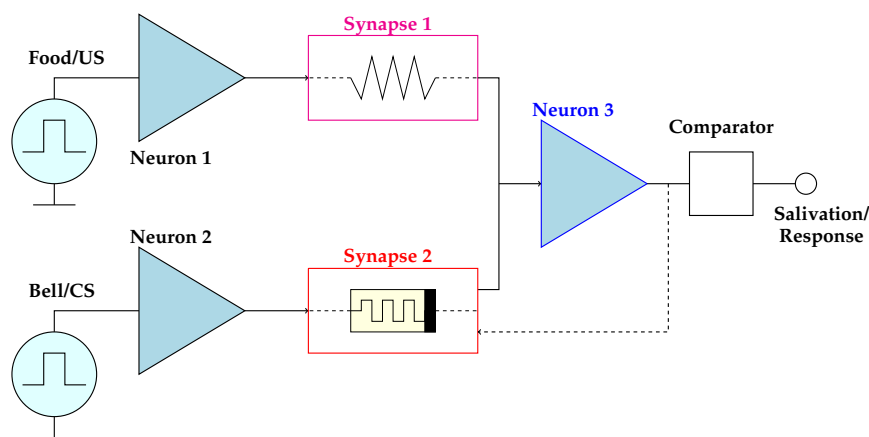 Synapse 1
Food/US
Neuron 1
Neuron 3
Comparator
Salivation/
Response
Neuron 2
Synapse 2
Bell/CS